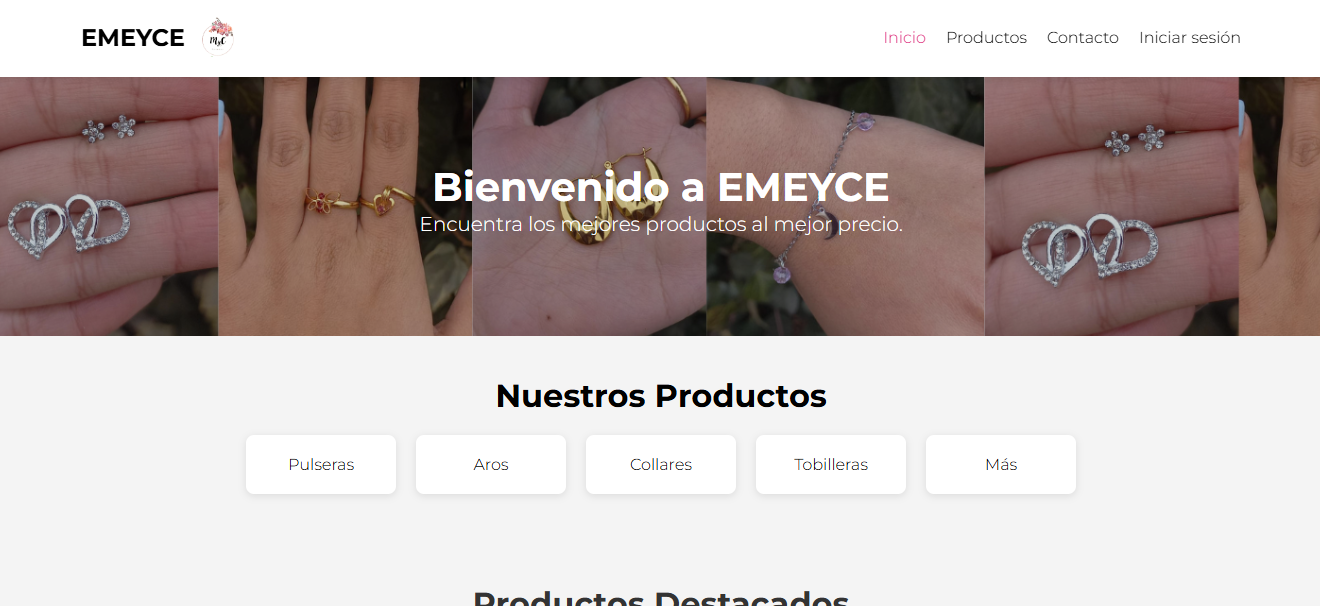 EMEYCE
MyC
Inicio Productos Contacto Iniciar sesión
Bienvenido a EMEYCE
Encuentra los mejores productos al mejor precio.
Nuestros Productos
Pulseras Aros Collares Tobilleras Más
Productos Destacados